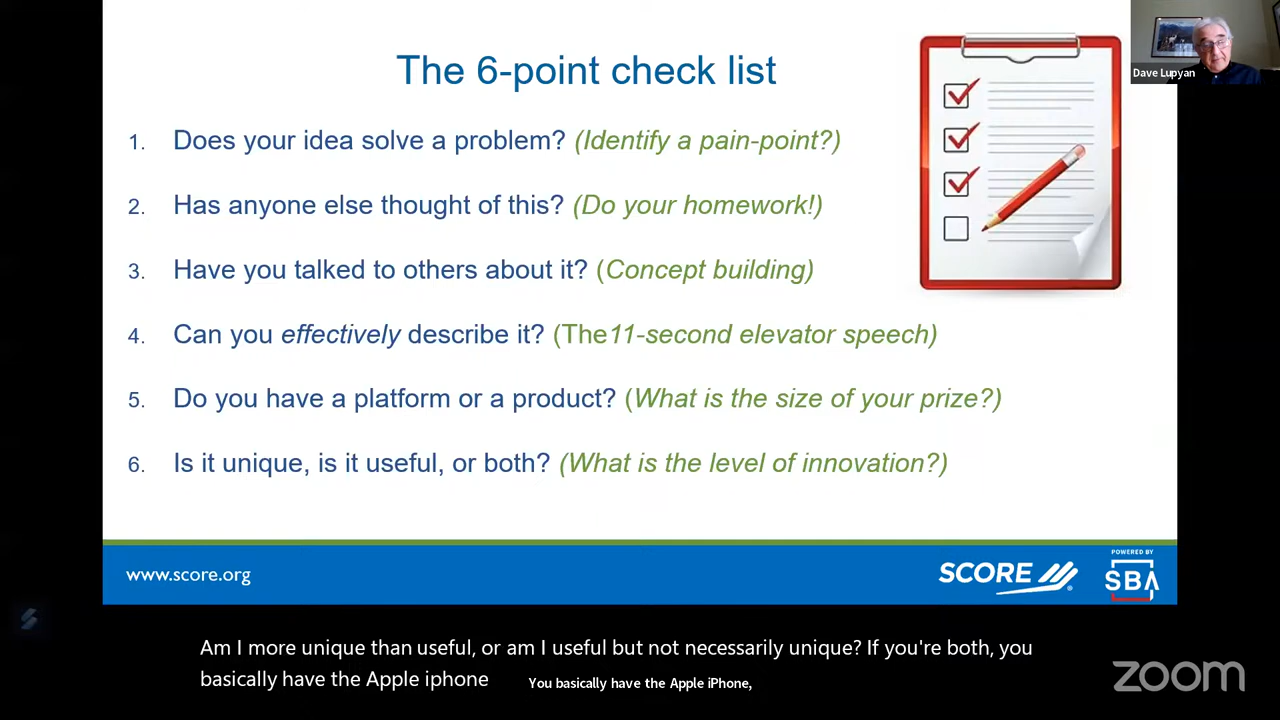 The 6-point check list
Dave Lupyan
1. Does your idea solve a problem? (Identify a pain-point?)
2. Has anyone else thought of this? (Do your homework!)
3. Have you talked to others about it? (Concept building)
4. Can you effectively describe it? (The11-second elevator speech)
5. Do you have a platform or a product? (What is the size of your prize?)
6. Is it unique, is it useful, or both? (What is the level of innovation?)
www.score.org
SCORE
®
POWERED BY
SBA
Am I more unique than useful, or am I useful but not necessarily unique? If you're both, you
basically have the Apple iphone
You basically have the Apple iPhone,
zoom